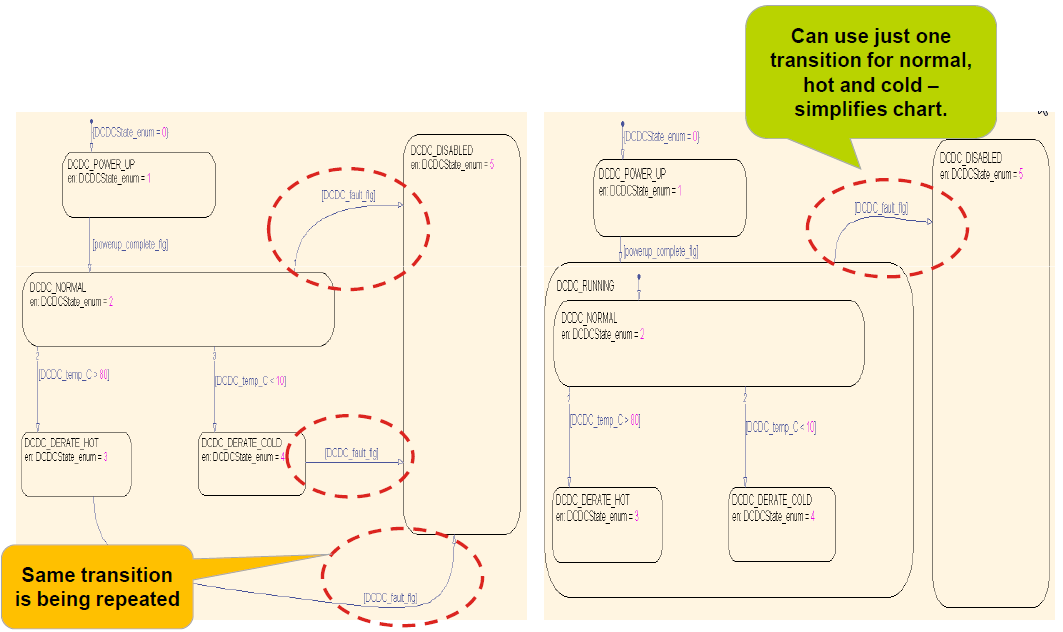 Can use just one
transition for normal,
hot and cold –
simplifies chart.
{DCDCState_enum = 0}
DCDC_POWER_UP
en: DCDCState_enum = 1
[powerup_complete_flg]
DCDC_NORMAL
en: DCDCState_enum = 2
1
[DCDC_fault_flg]
DCDC_DISABLED
en: DCDCState_enum = 5
2
[DCDC_temp_C > 80]
3
[DCDC_temp_C < 10]
DCDC_DERATE_HOT
en: DCDCState_enum = 3
DCDC_DERATE_COLD
en: DCDCState_enum = 4
[DCDC_fault_flg]
[DCDC_fault_flg]
Same transition
is being repeated
{DCDCState_enum = 0}
DCDC_POWER_UP
en: DCDCState_enum = 1
[powerup_complete_flg]
[DCDC_fault_flg]
DCDC_DISABLED
en: DCDCState_enum = 5
DCDC_RUNNING
DCDC_NORMAL
en: DCDCState_enum = 2
1
[DCDC_temp_C > 80]
2
[DCDC_temp_C < 10]
DCDC_DERATE_HOT
en: DCDCState_enum = 3
DCDC_DERATE_COLD
en: DCDCState_enum = 4